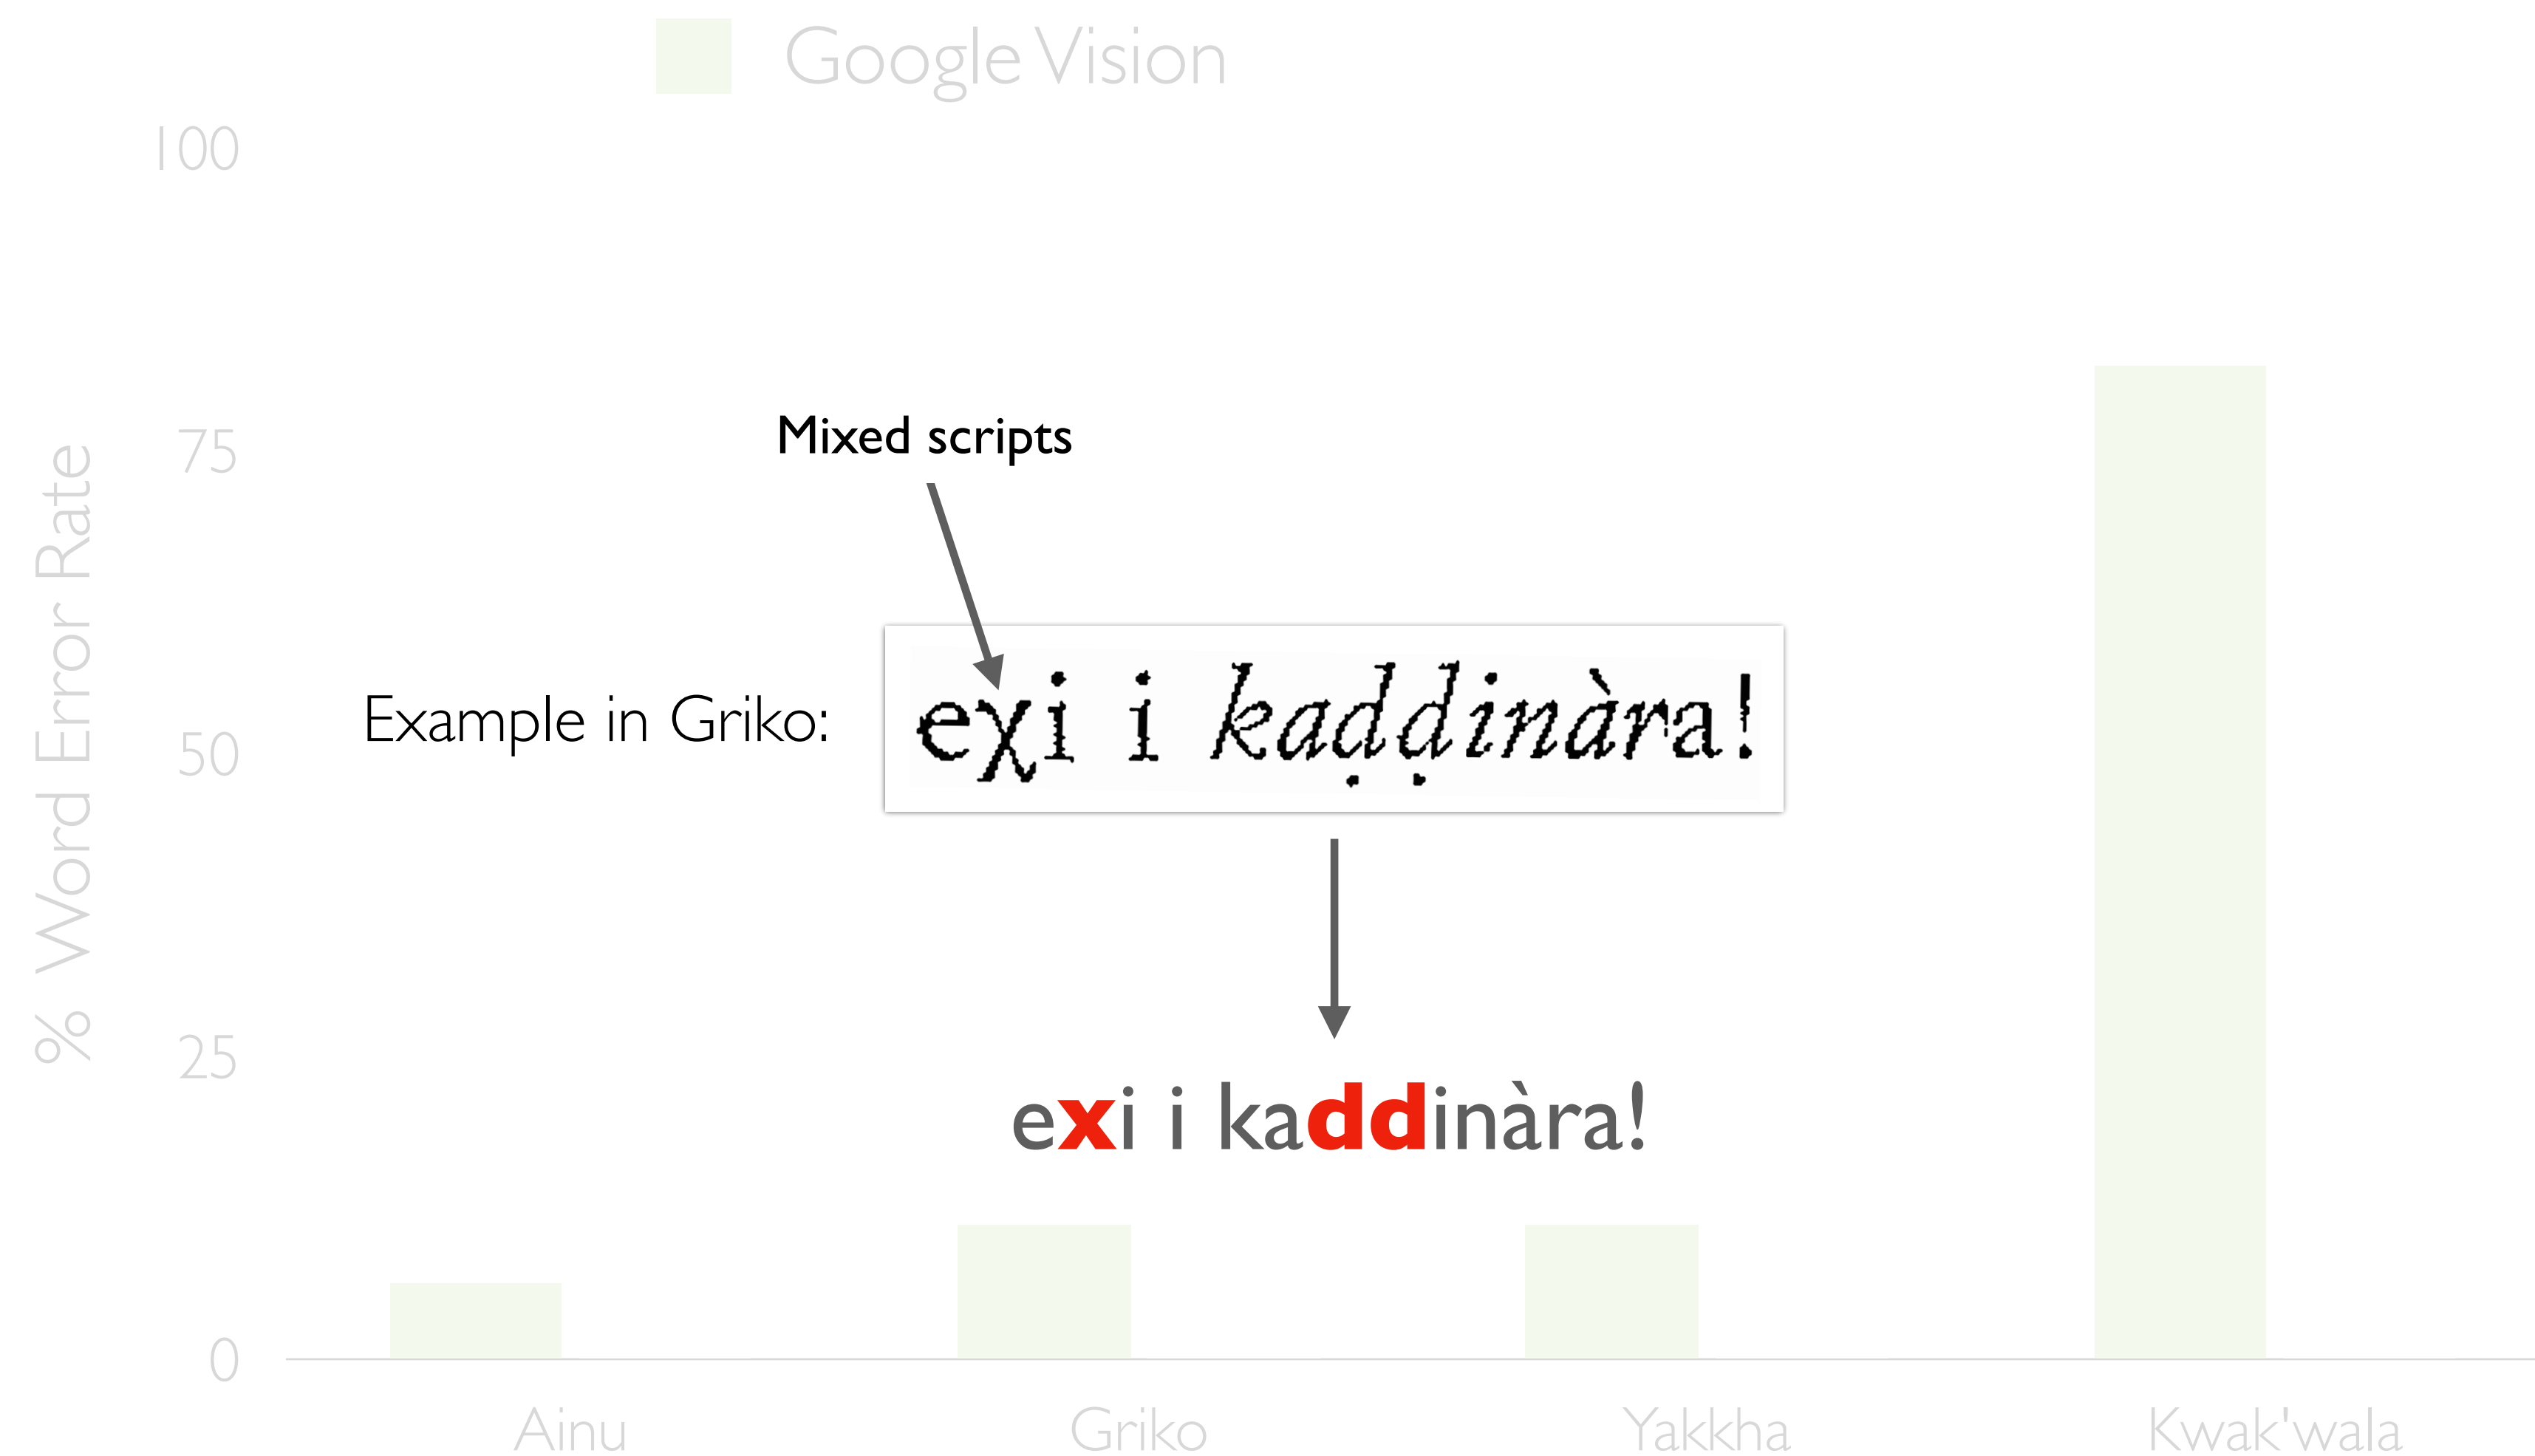 Google Vision
100
75
50
25
0
% Word Error Rate
Mixed scripts
Example in Griko:
eχi i kaḍḍinàra!
exi i kaddinàra!
Ainu
Griko
Yakkha
Kwak'wala